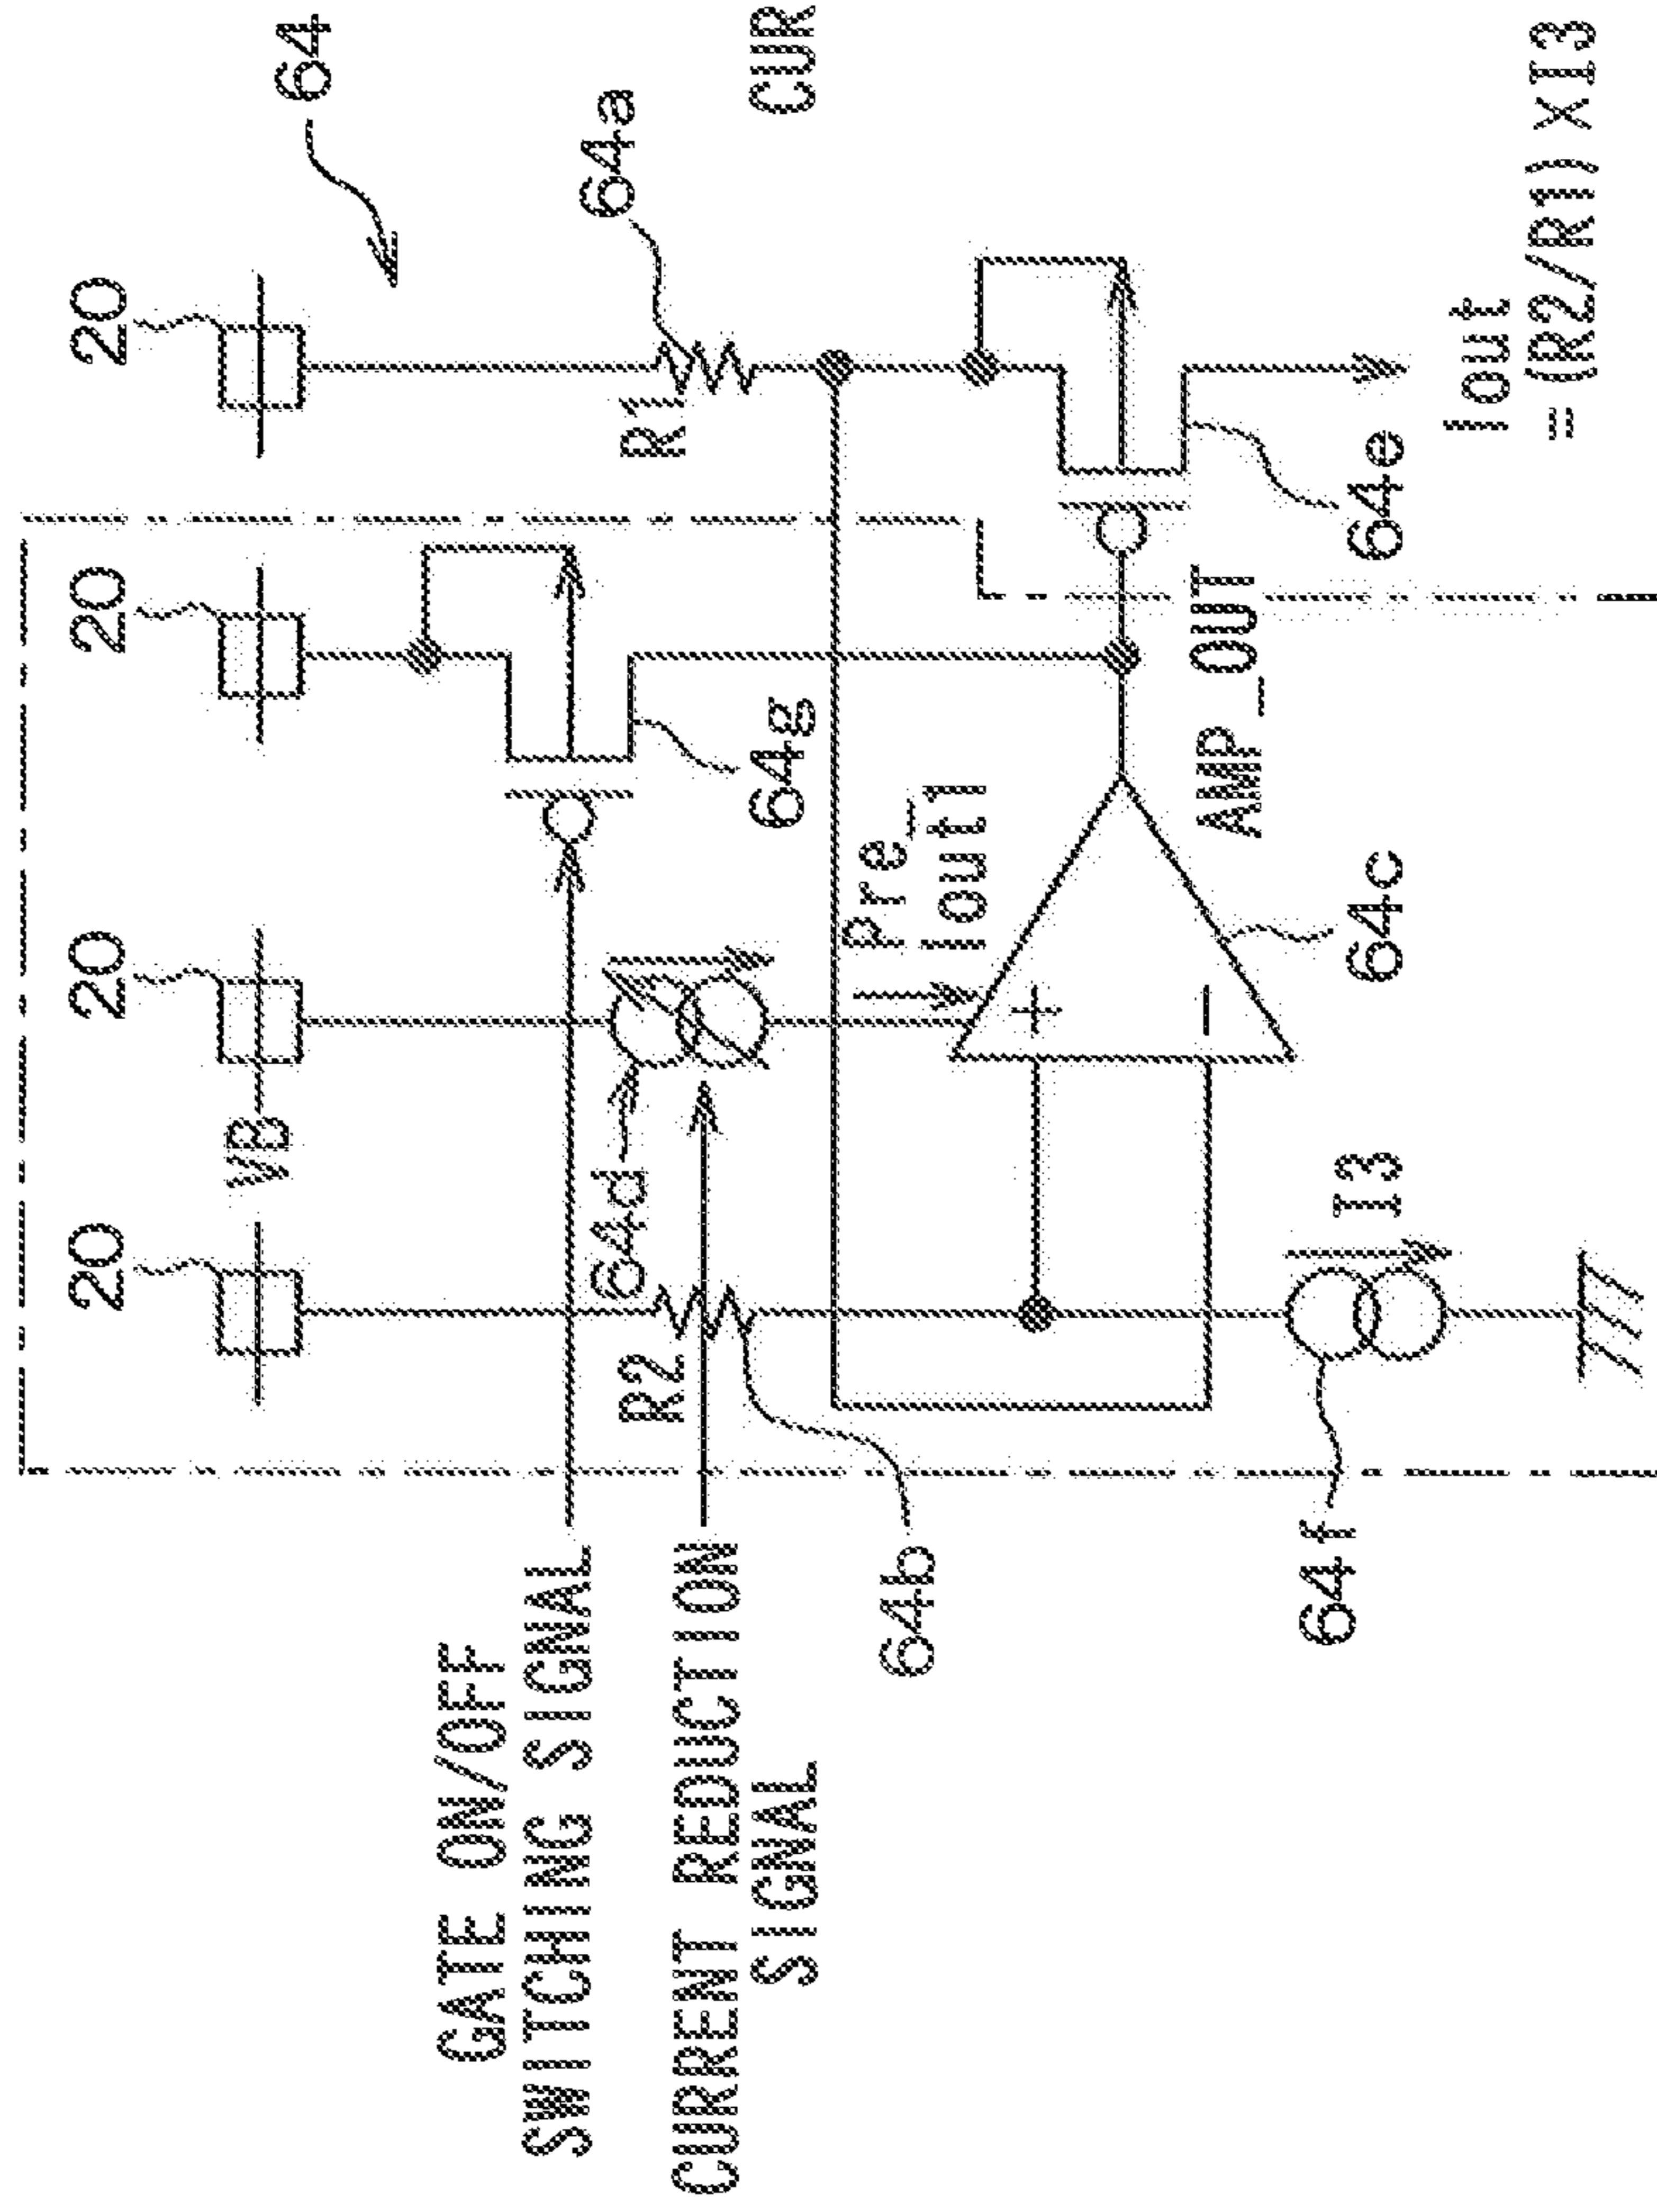 64
20
20
20
20
VB
64a
R1
CUR
R2
64d
64g
GATE ON/OFF
SWITCHING SIGNAL
CURRENT REDUCTION
SIGNAL
Pre_
Iout1
64b
+
−
AMP_OUT
64c
64e
I3
64f
Iout
=(R2/R1)×I3